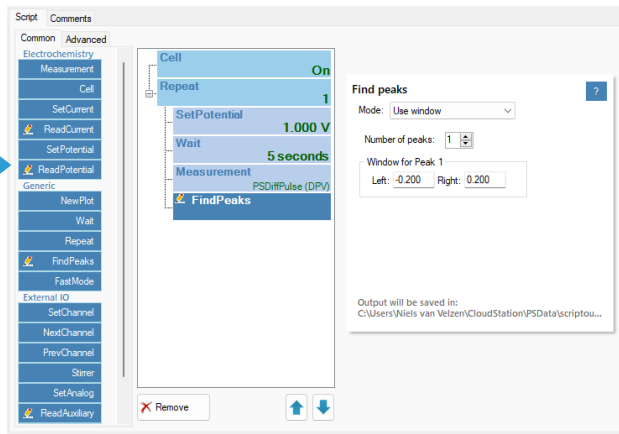 Script Comments
Common Advanced
Electrochemistry
Measurement
Cell
SetCurrent
ReadCurrent
SetPotential
ReadPotential
Generic
NewPlot
Wait
Repeat
FindPeaks
FastMode
External IO
SetChannel
NextChannel
PrevChannel
Stirrer
SetAnalog
ReadAuxiliary
Cell
On
Repeat
1
SetPotential
1.000 V
Wait
5 seconds
Measurement
PSDiffPulse (DPV)
FindPeaks
Remove
Find peaks ?
Mode: Use window
Number of peaks: 1
Window for Peak 1
Left: -0.200 Right: 0.200
Output will be saved in:
C:\Users\Niels van Velzen\CloudStation\PSData\scriptou...